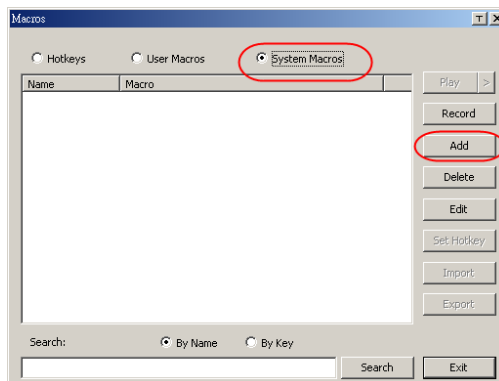 Macros
Hotkeys User Macros System Macros
Name Macro
Play >
Record
Add
Delete
Edit
Set Hotkey
Import
Export
Search: By Name By Key
Search Exit